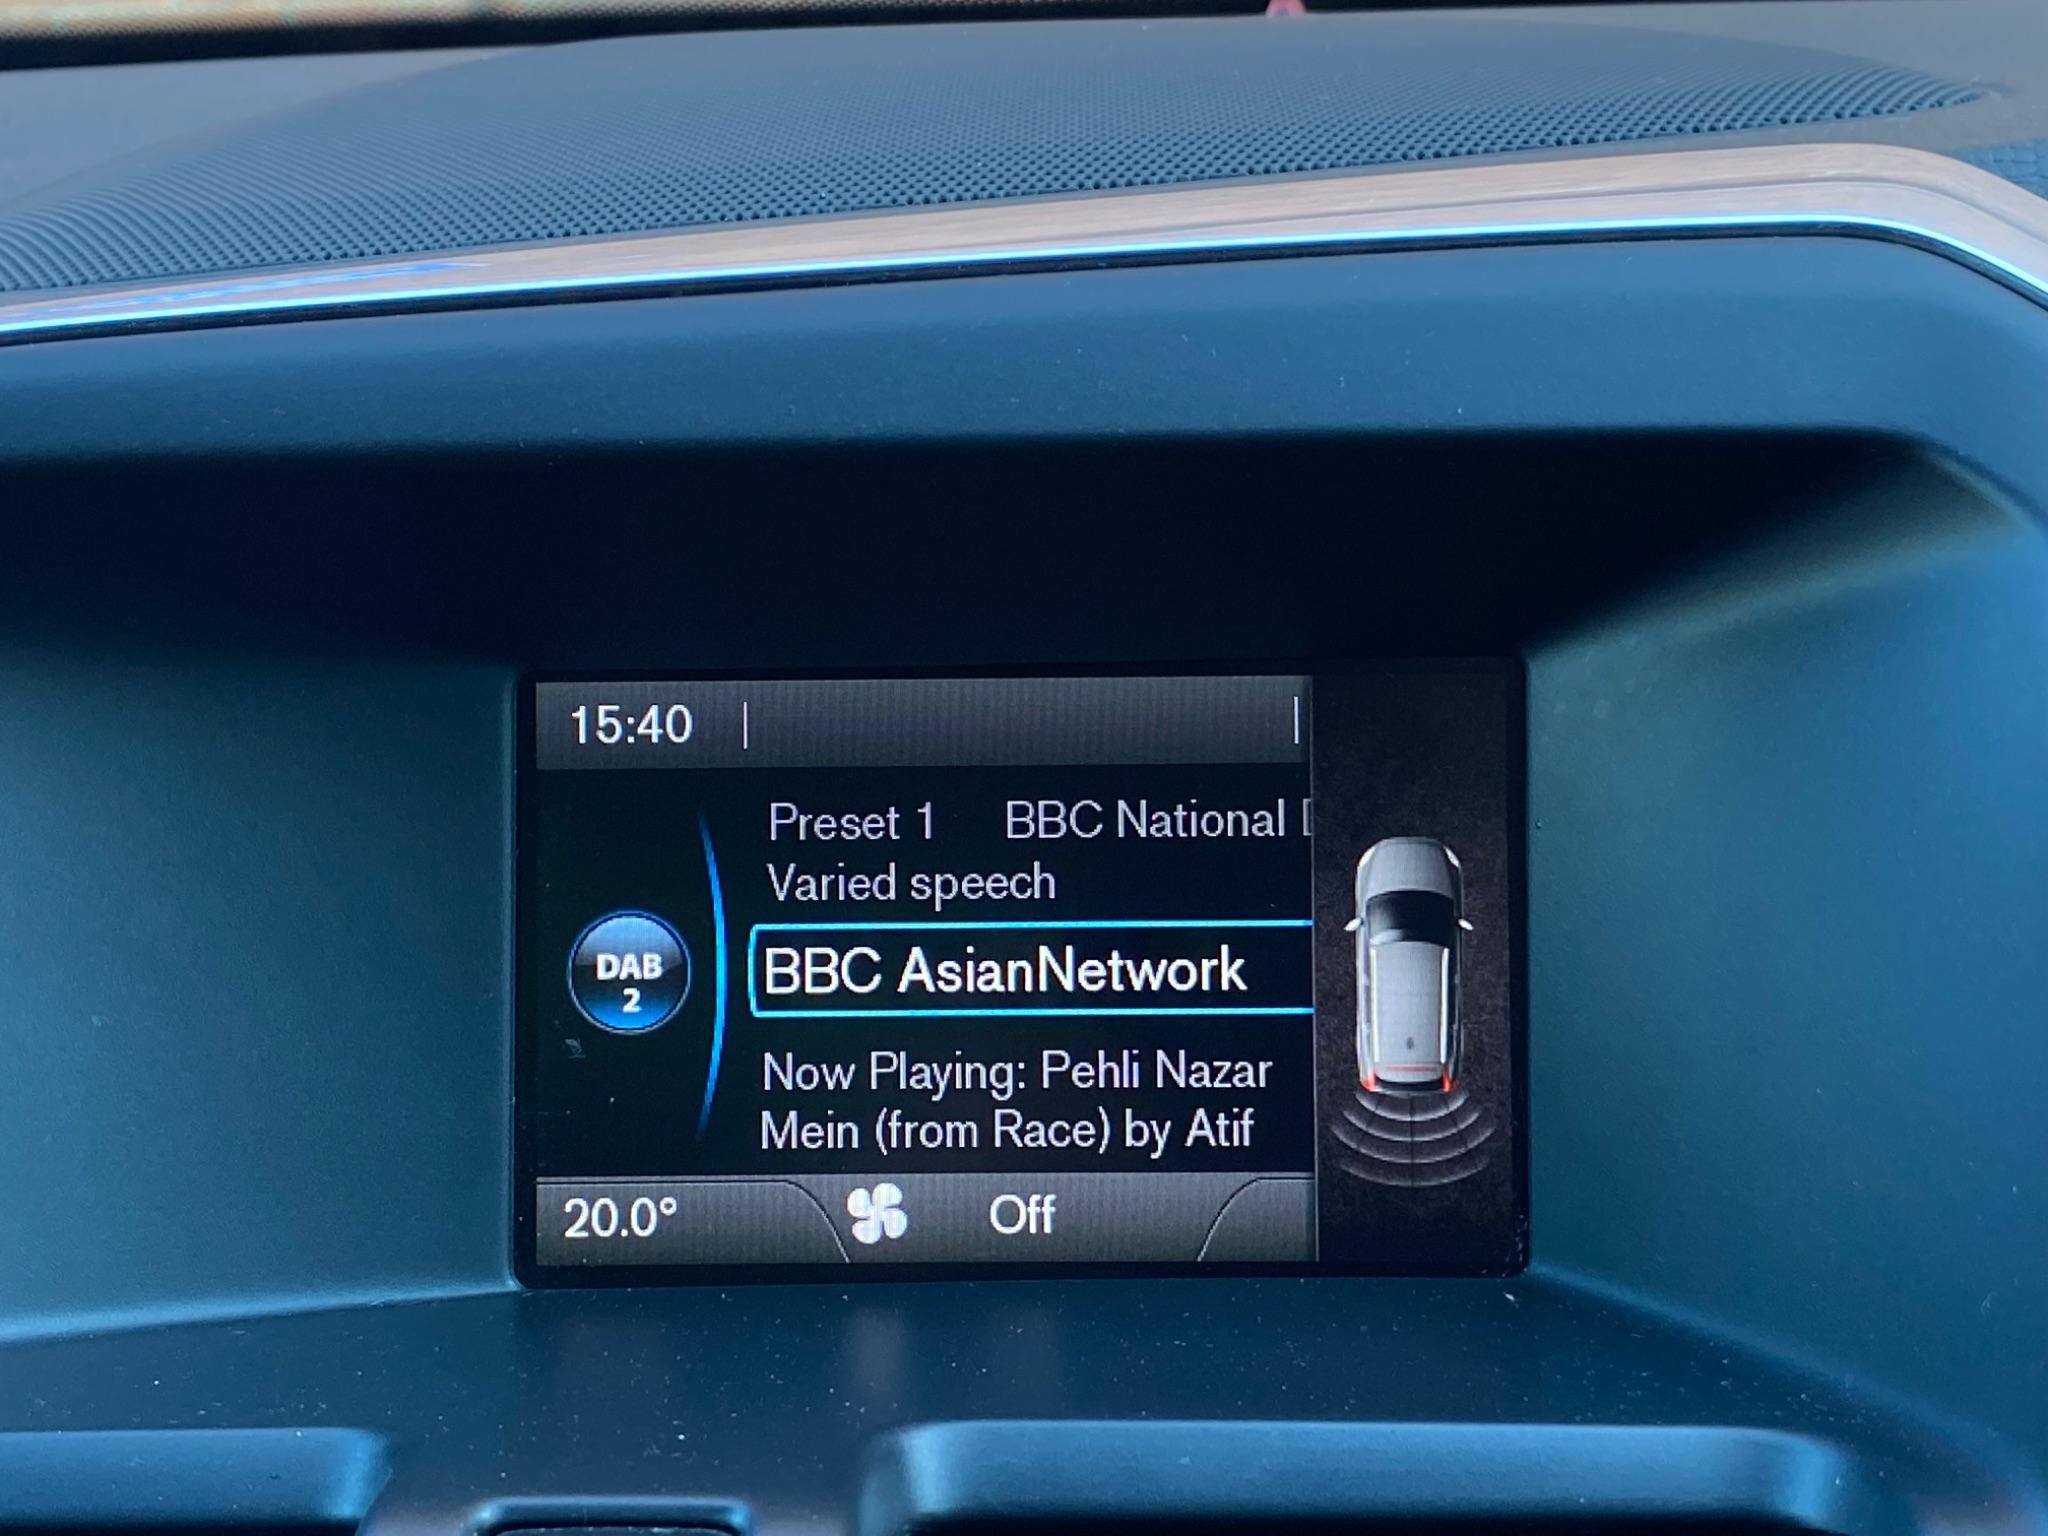 15:40
Preset 1 BBC National
Varied speech
DAB
2
BBC AsianNetwork
Now Playing: Pehli Nazar
Mein (from Race) by Atif
20.0° Off